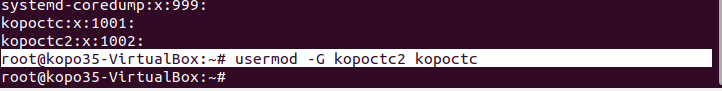 systemd-coredump:x:999:
kopoctc:x:1001:
kopoctc2:x:1002:
root@kopo35-VirtualBox:~# usermod -G kopoctc2 kopoctc
root@kopo35-VirtualBox:~#